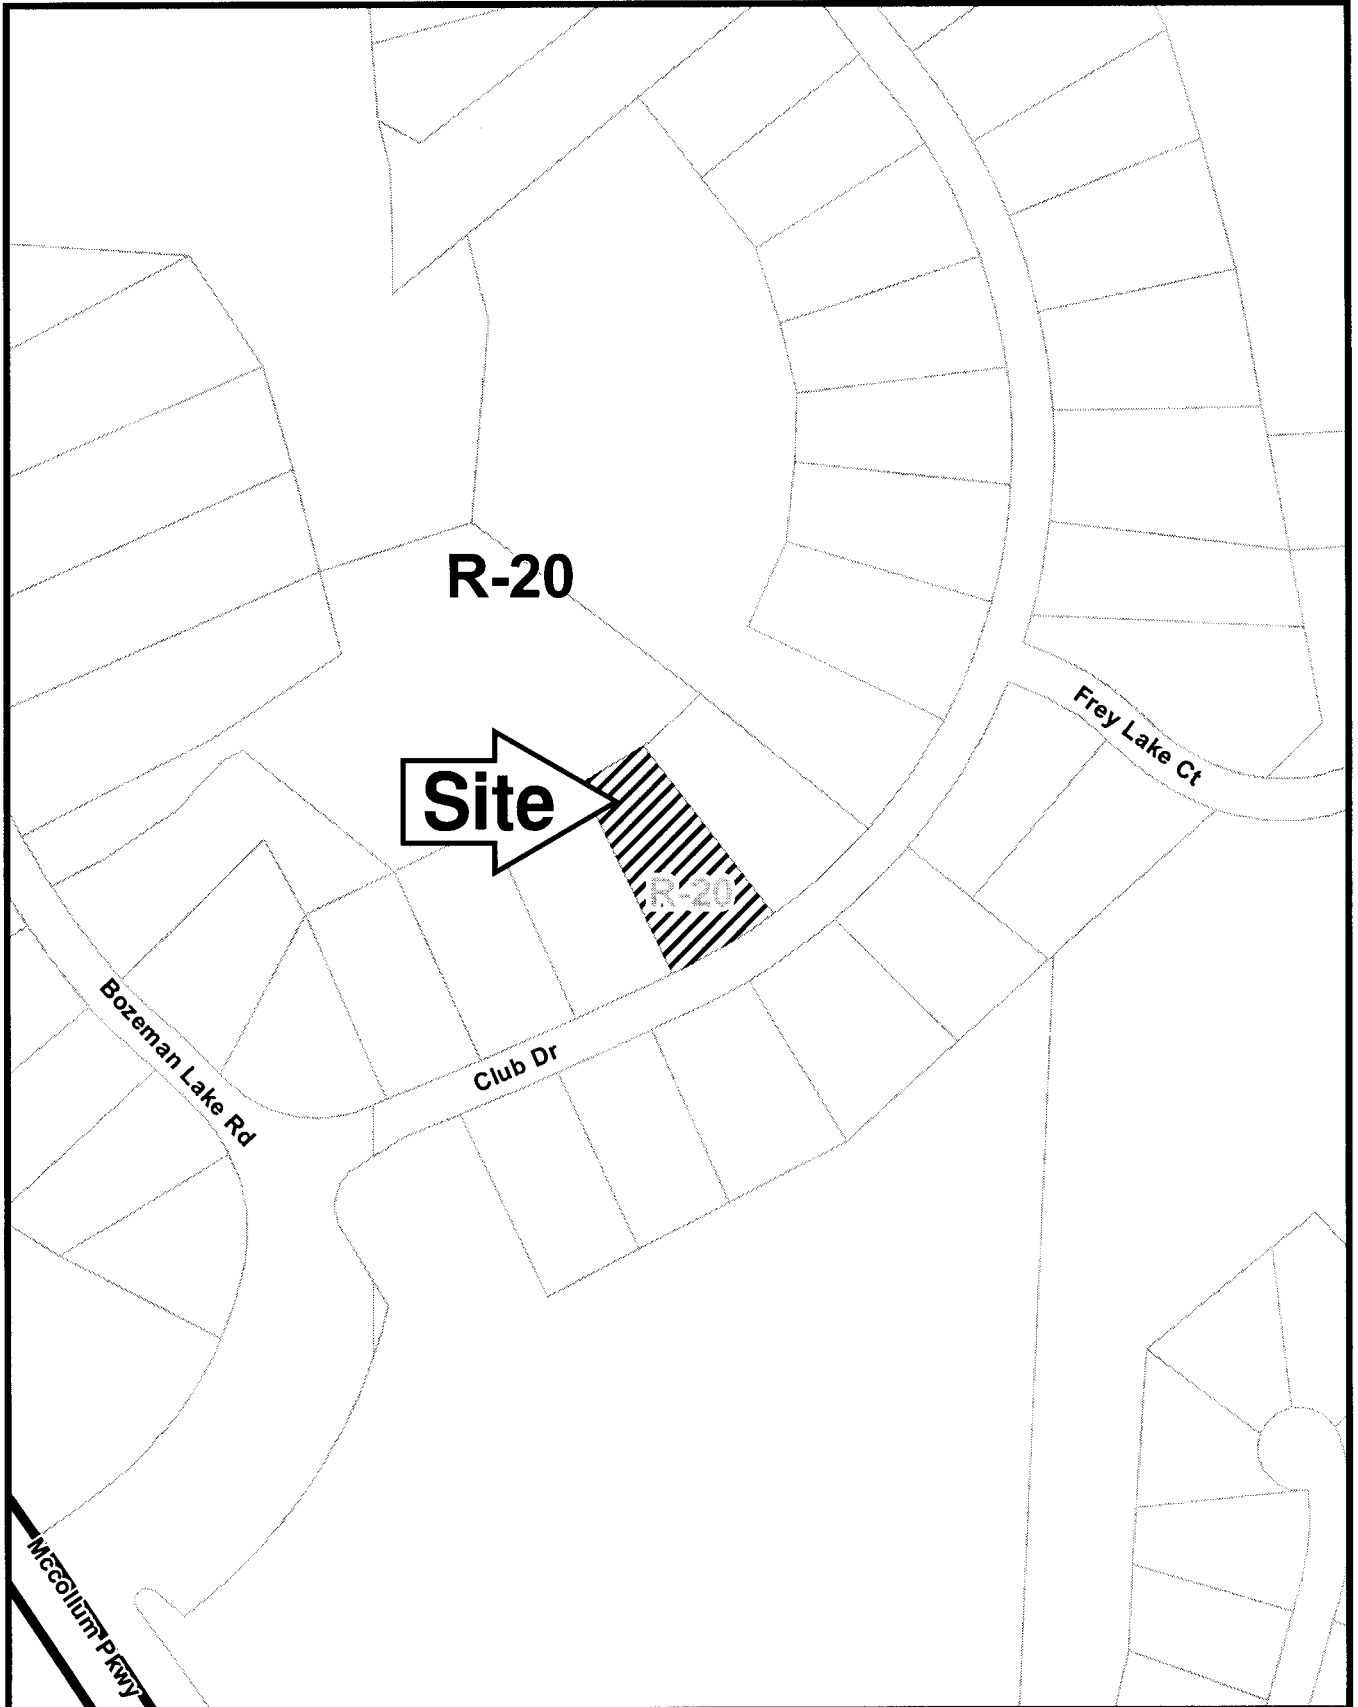 R-20
Frey Lake Ct
Site
R-20
Bozeman Lake Rd
Club Dr
Mccollum Pkwy